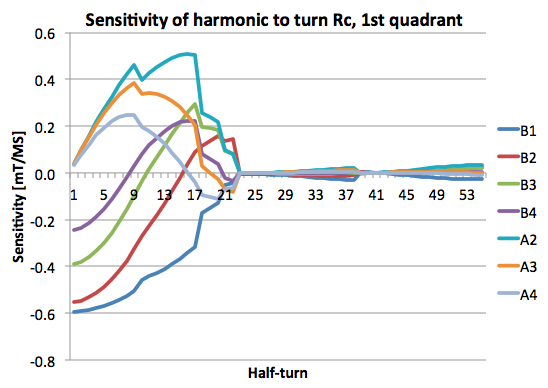 Sensitivity of harmonic to turn Rc, 1st quadrant
Sensitivity [mT/MS]
0.6
0.4
0.2
0.0
-0.2
-0.4
-0.6
-0.8
1 5 9 13 17 21 25 29 33 37 41 45 49 53
Half-turn
B1
B2
B3
B4
A2
A3
A4